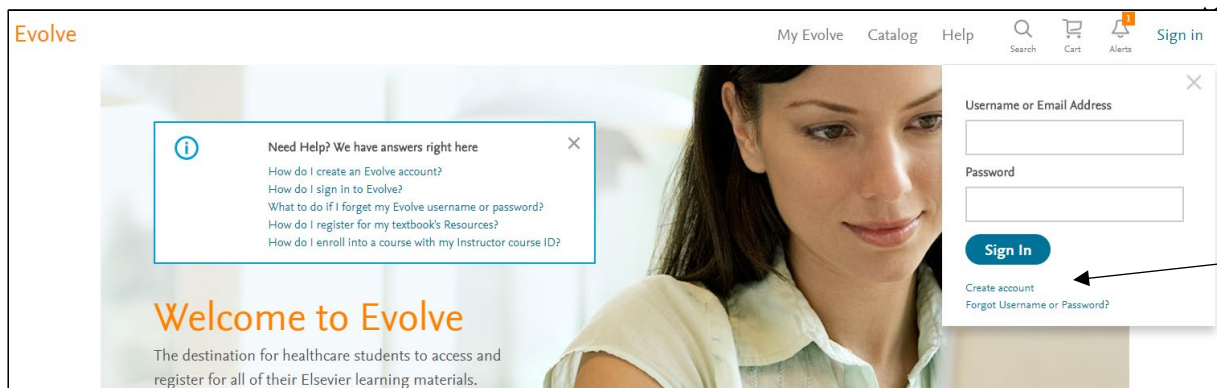 Evolve
My Evolve Catalog Help Search Cart 1 Alerts Sign in
Need Help? We have answers right here
How do I create an Evolve account?
How do I sign in to Evolve?
What to do if I forget my Evolve username or password?
How do I register for my textbook's Resources?
How do I enroll into a course with my Instructor course ID?
Welcome to Evolve
The destination for healthcare students to access and
register for all of their Elsevier learning materials.
Username or Email Address
Password
Sign In
Create account
Forgot Username or Password?